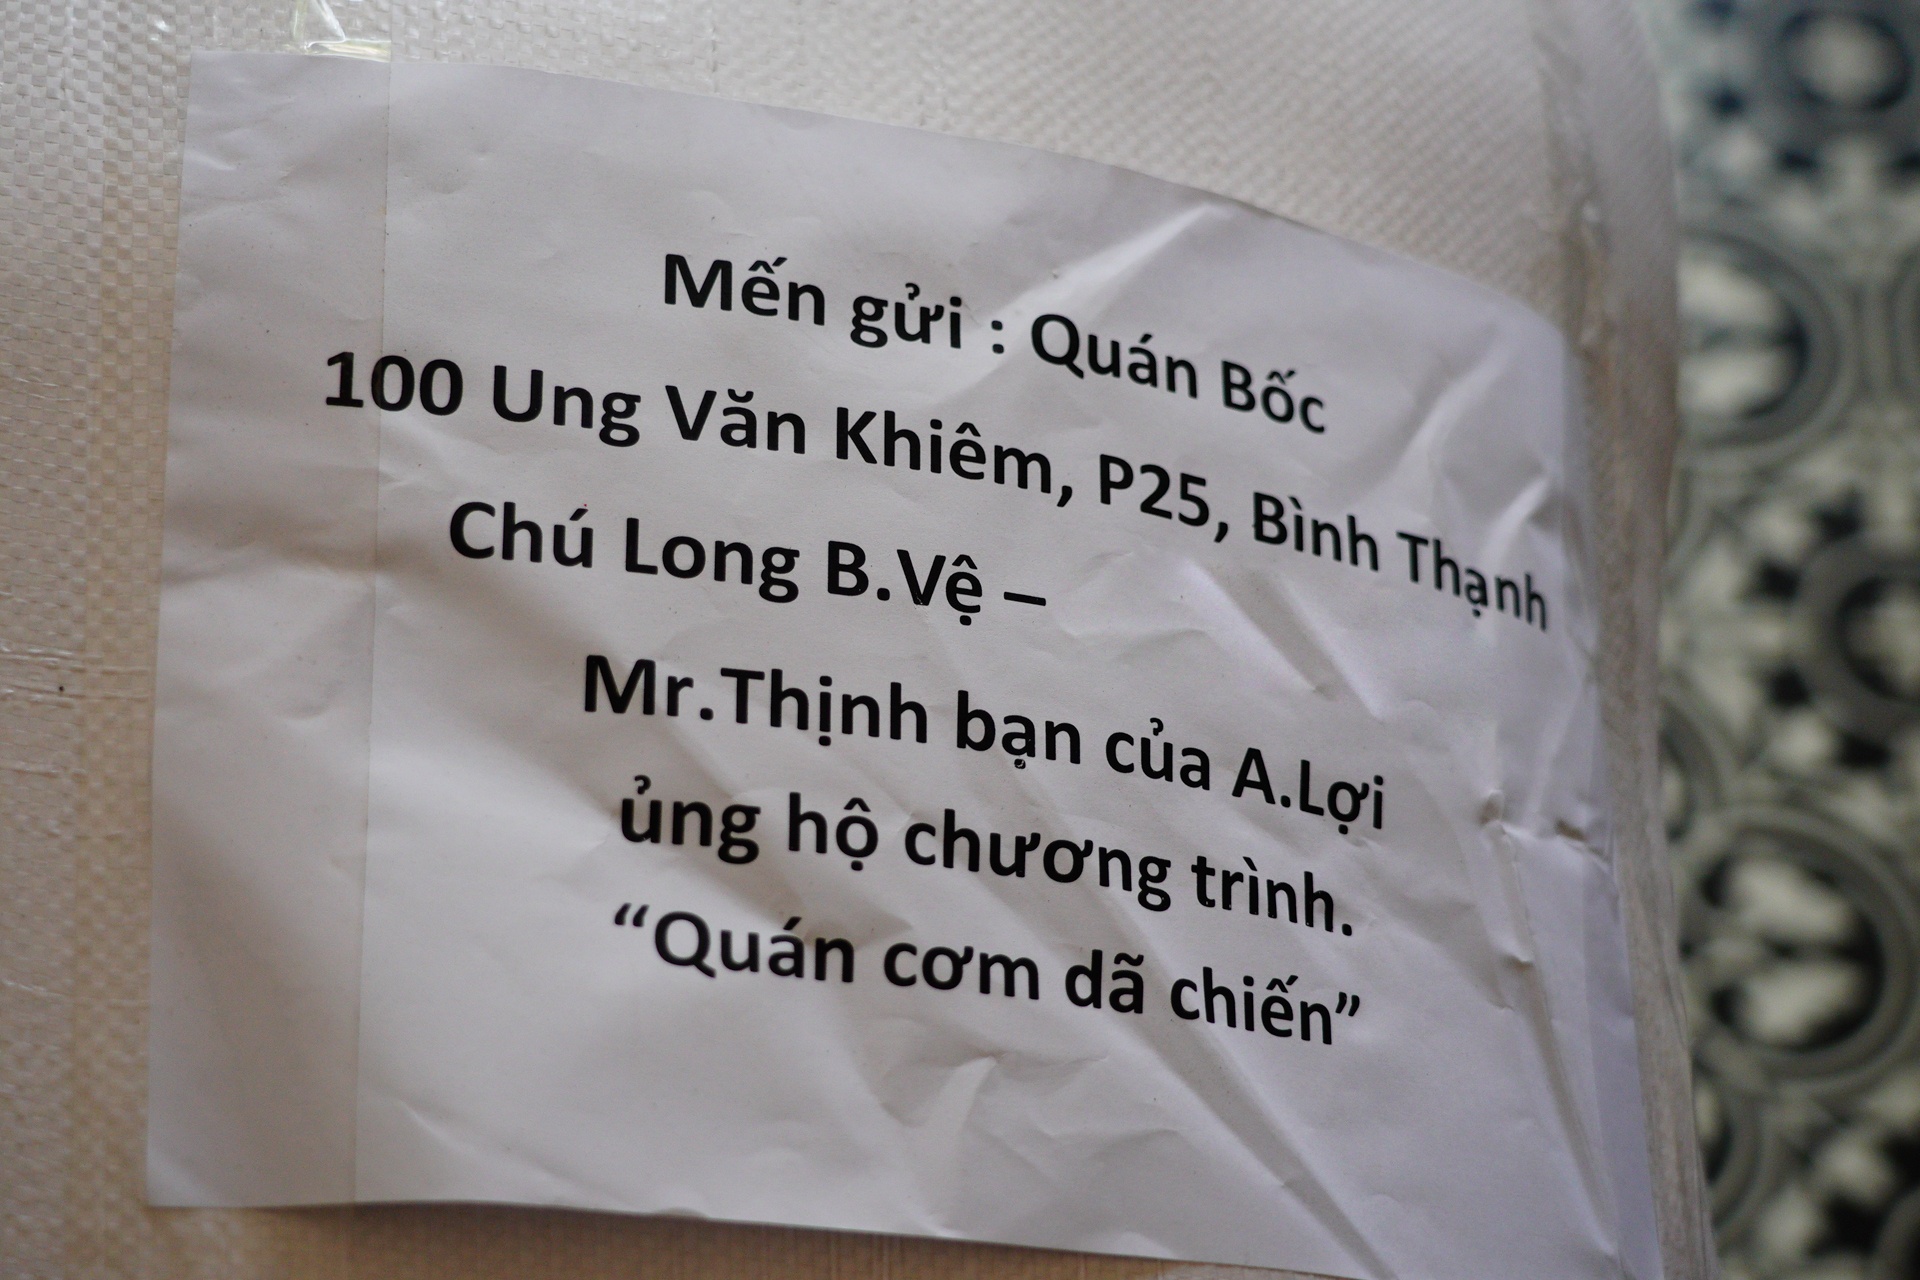 Mến gửi : Quán Bốc
100 Ung Văn Khiêm, P25, Bình Thạnh
Chú Long B.Vệ –
Mr.Thịnh bạn của A.Lợi
ủng hộ chương trình.
“Quán cơm dã chiến”